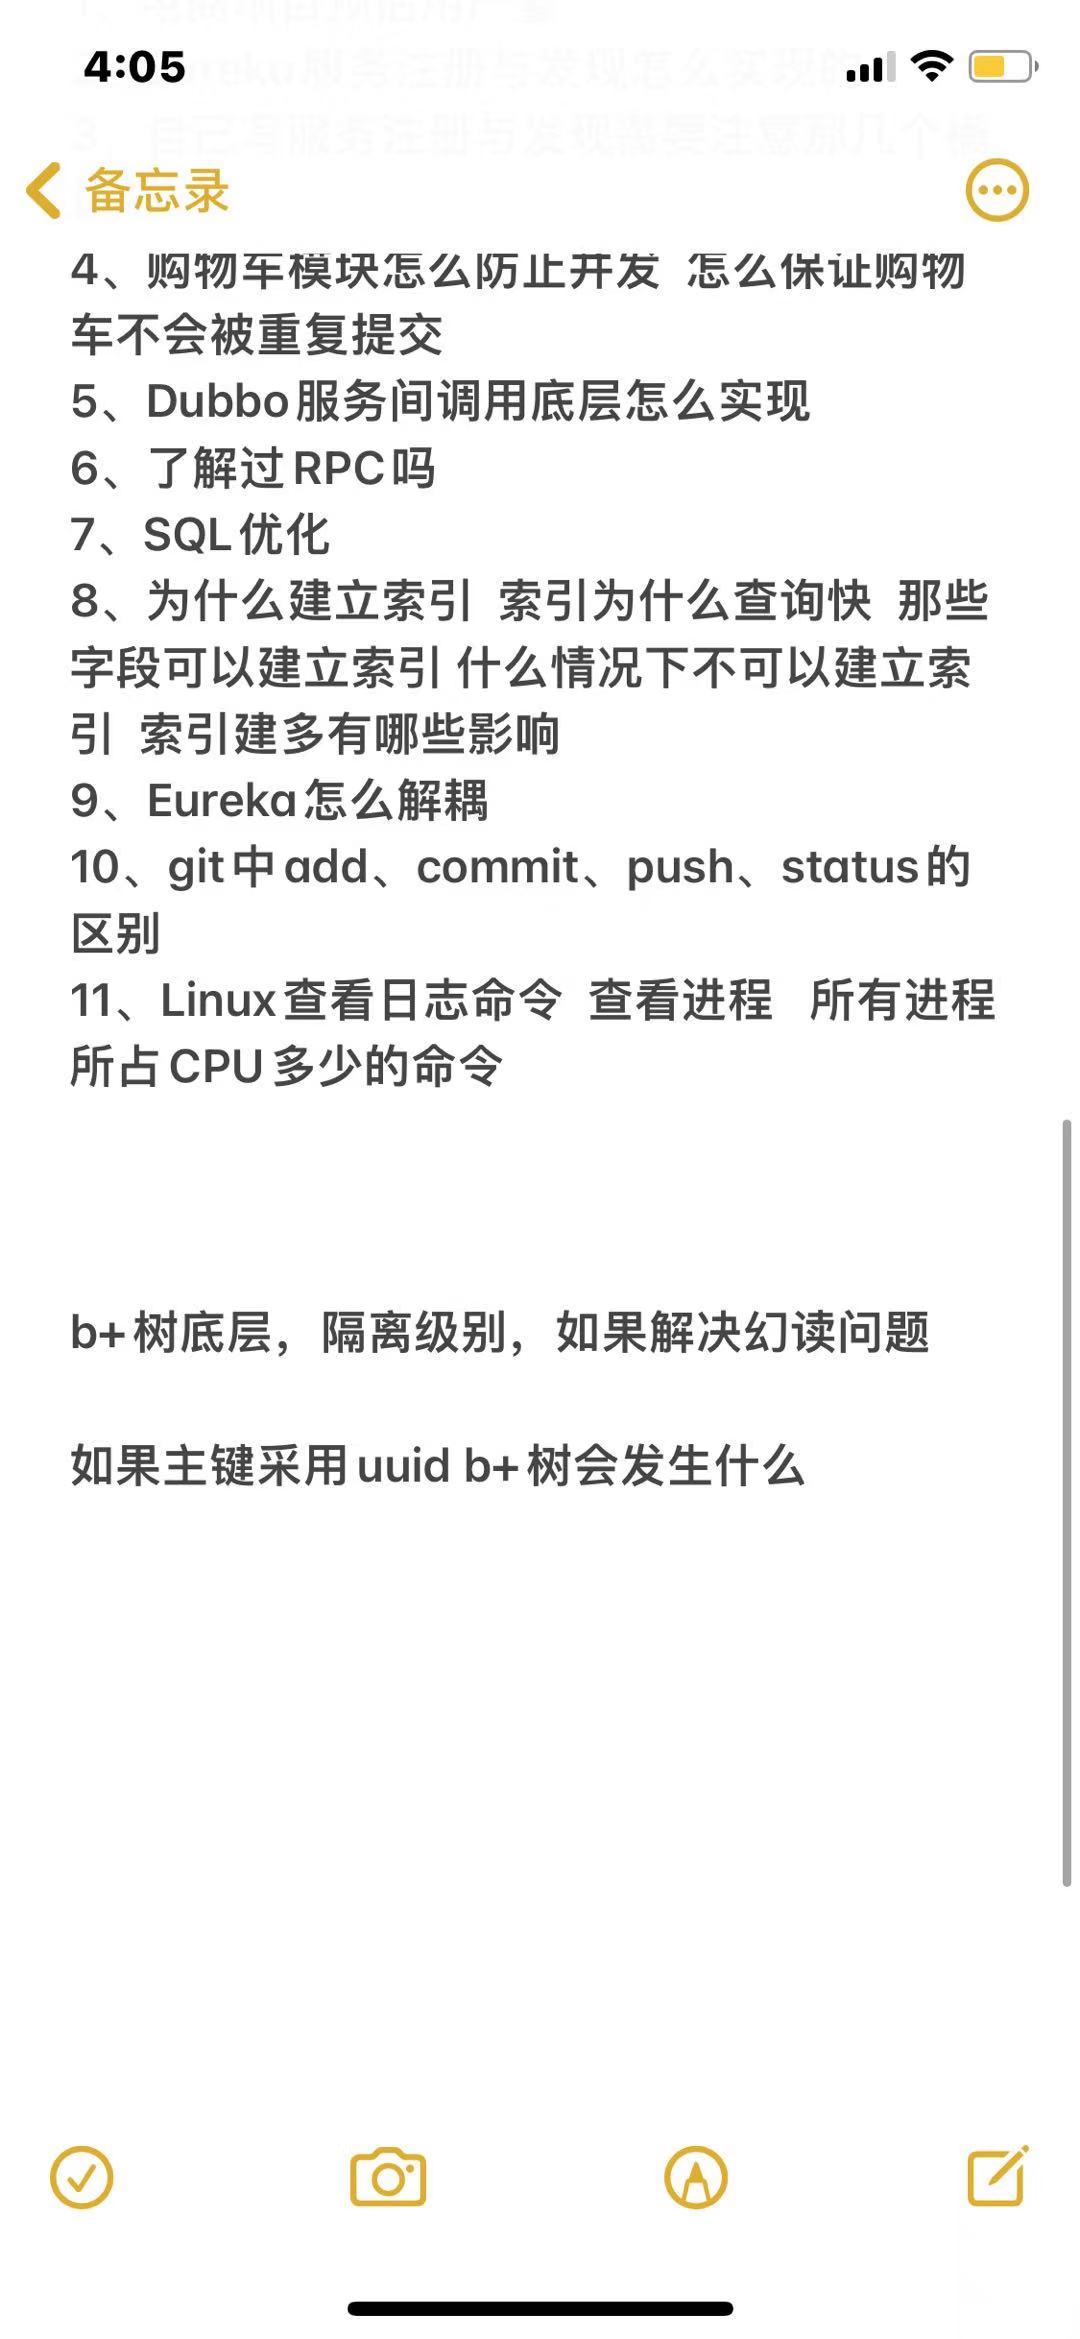 1、电商项目预估用户量
4:05
reka服务注册与发现怎么实现的
3、自己写服务注册与发现需要注意那几个模
备忘录
4、购物车模块怎么防止并发 怎么保证购物
车不会被重复提交
5、Dubbo服务间调用底层怎么实现
6、了解过RPC吗
7、SQL优化
8、为什么建立索引 索引为什么查询快 那些
字段可以建立索引 什么情况下不可以建立索
引 索引建多有哪些影响
9、Eureka怎么解耦
10、git中add、commit、push、status的
区别
11、Linux查看日志命令 查看进程 所有进程
所占CPU多少的命令
b+树底层，隔离级别，如果解决幻读问题
如果主键采用uuid b+树会发生什么